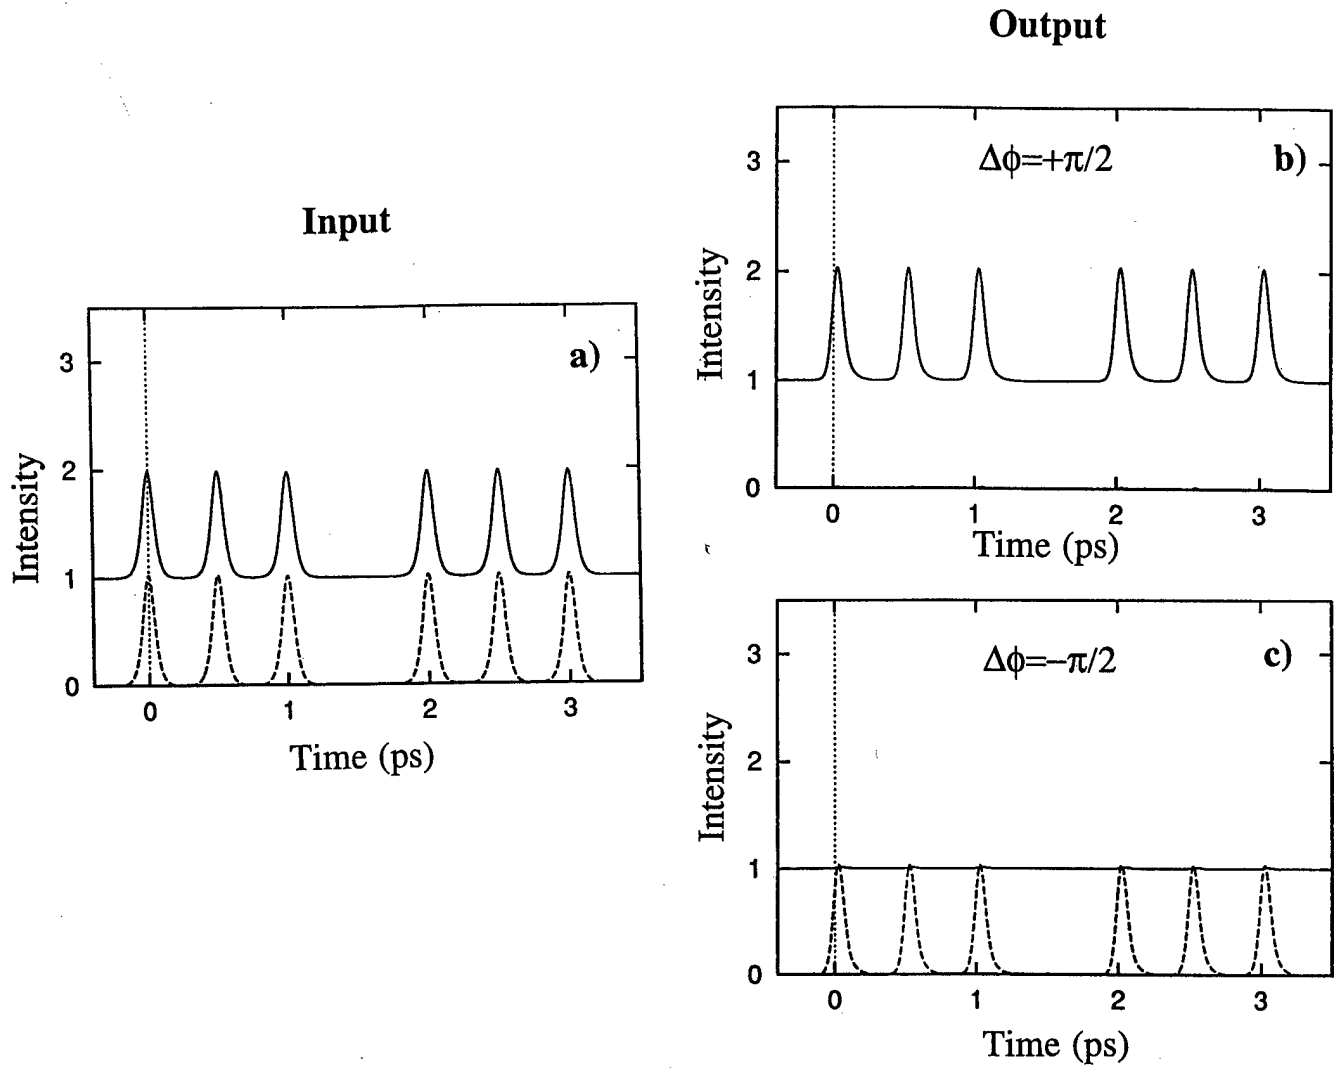 Output
Input
a)
3
2
1
0
Intensity
0 1 2 3
Time (ps)
Δϕ=+π/2
b)
3
2
1
0
Intensity
0 1 2 3
Time (ps)
Δϕ=−π/2
c)
3
2
1
0
Intensity
0 1 2 3
Time (ps)